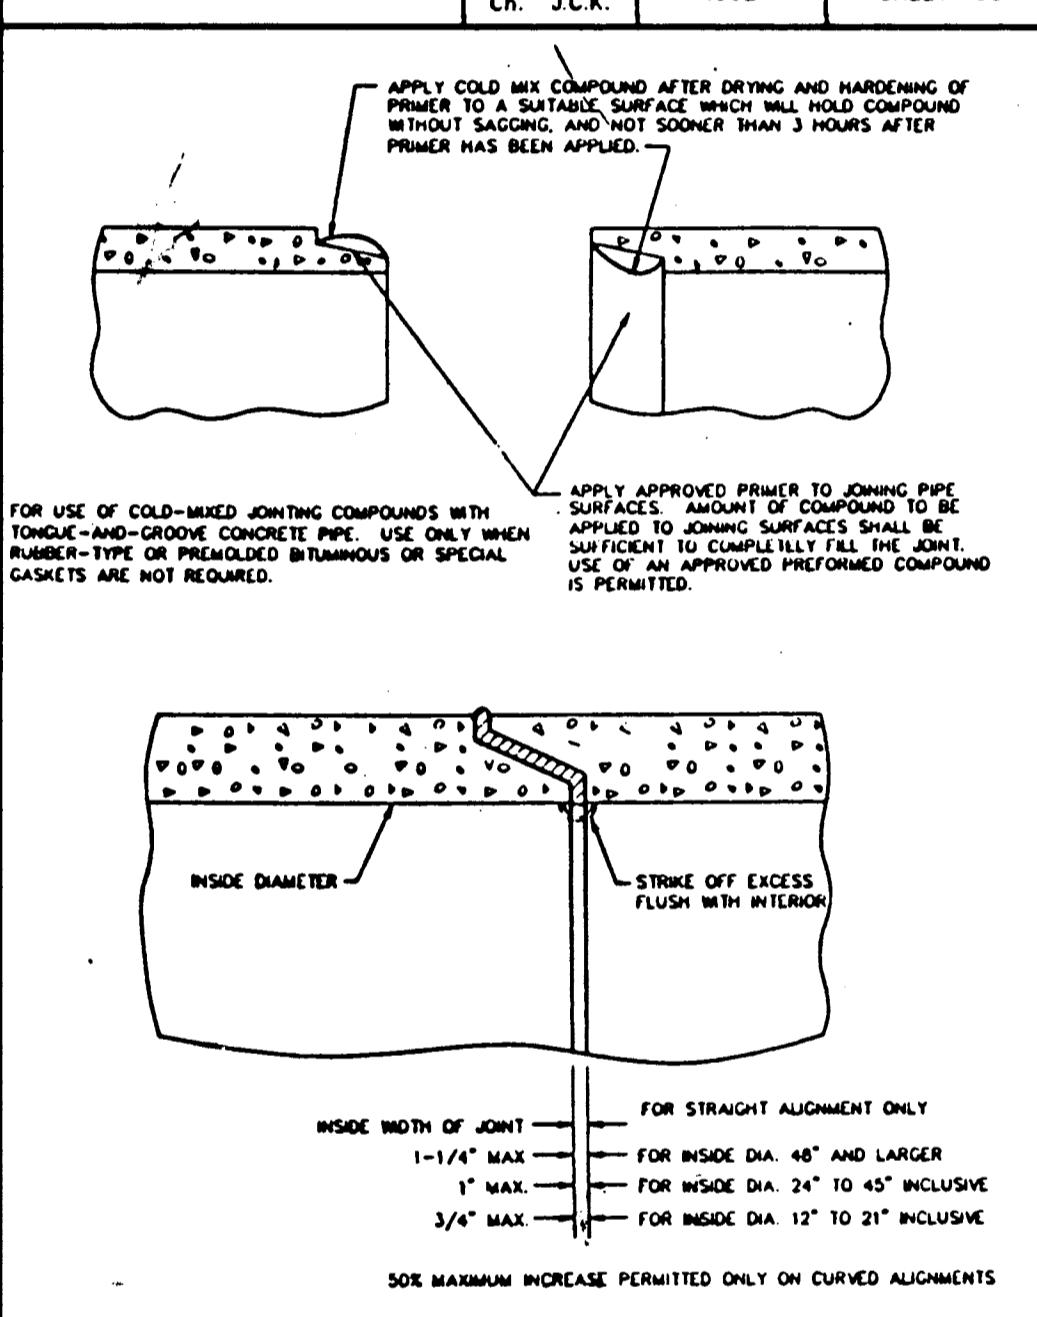 Ch. J.C.K.
APPLY COLD MIX COMPOUND AFTER DRYING AND HARDENING OF
PRIMER TO A SUITABLE SURFACE WHICH WILL HOLD COMPOUND
WITHOUT SAGGING, AND NOT SOONER THAN 3 HOURS AFTER
PRIMER HAS BEEN APPLIED.
FOR USE OF COLD-MIXED JOINTING COMPOUNDS WITH
TONGUE-AND-GROOVE CONCRETE PIPE. USE ONLY WHEN
RUBBER-TYPE OR PREMOLDED BITUMINOUS OR SPECIAL
GASKETS ARE NOT REQUIRED.
APPLY APPROVED PRIMER TO JOINING PIPE
SURFACES. AMOUNT OF COMPOUND TO BE
APPLIED TO JOINING SURFACES SHALL BE
SUFFICIENT TO COMPLETELY FILL THE JOINT.
USE OF AN APPROVED PREFORMED COMPOUND
IS PERMITTED.
INSIDE DIAMETER
STRIKE OFF EXCESS
FLUSH WITH INTERIOR
INSIDE WIDTH OF JOINT FOR STRAIGHT ALIGNMENT ONLY
1-1/4" MAX FOR INSIDE DIA. 48" AND LARGER
1" MAX. FOR INSIDE DIA. 24" TO 45" INCLUSIVE
3/4" MAX. FOR INSIDE DIA. 12" TO 21" INCLUSIVE
50% MAXIMUM INCREASE PERMITTED ONLY ON CURVED ALIGNMENTS